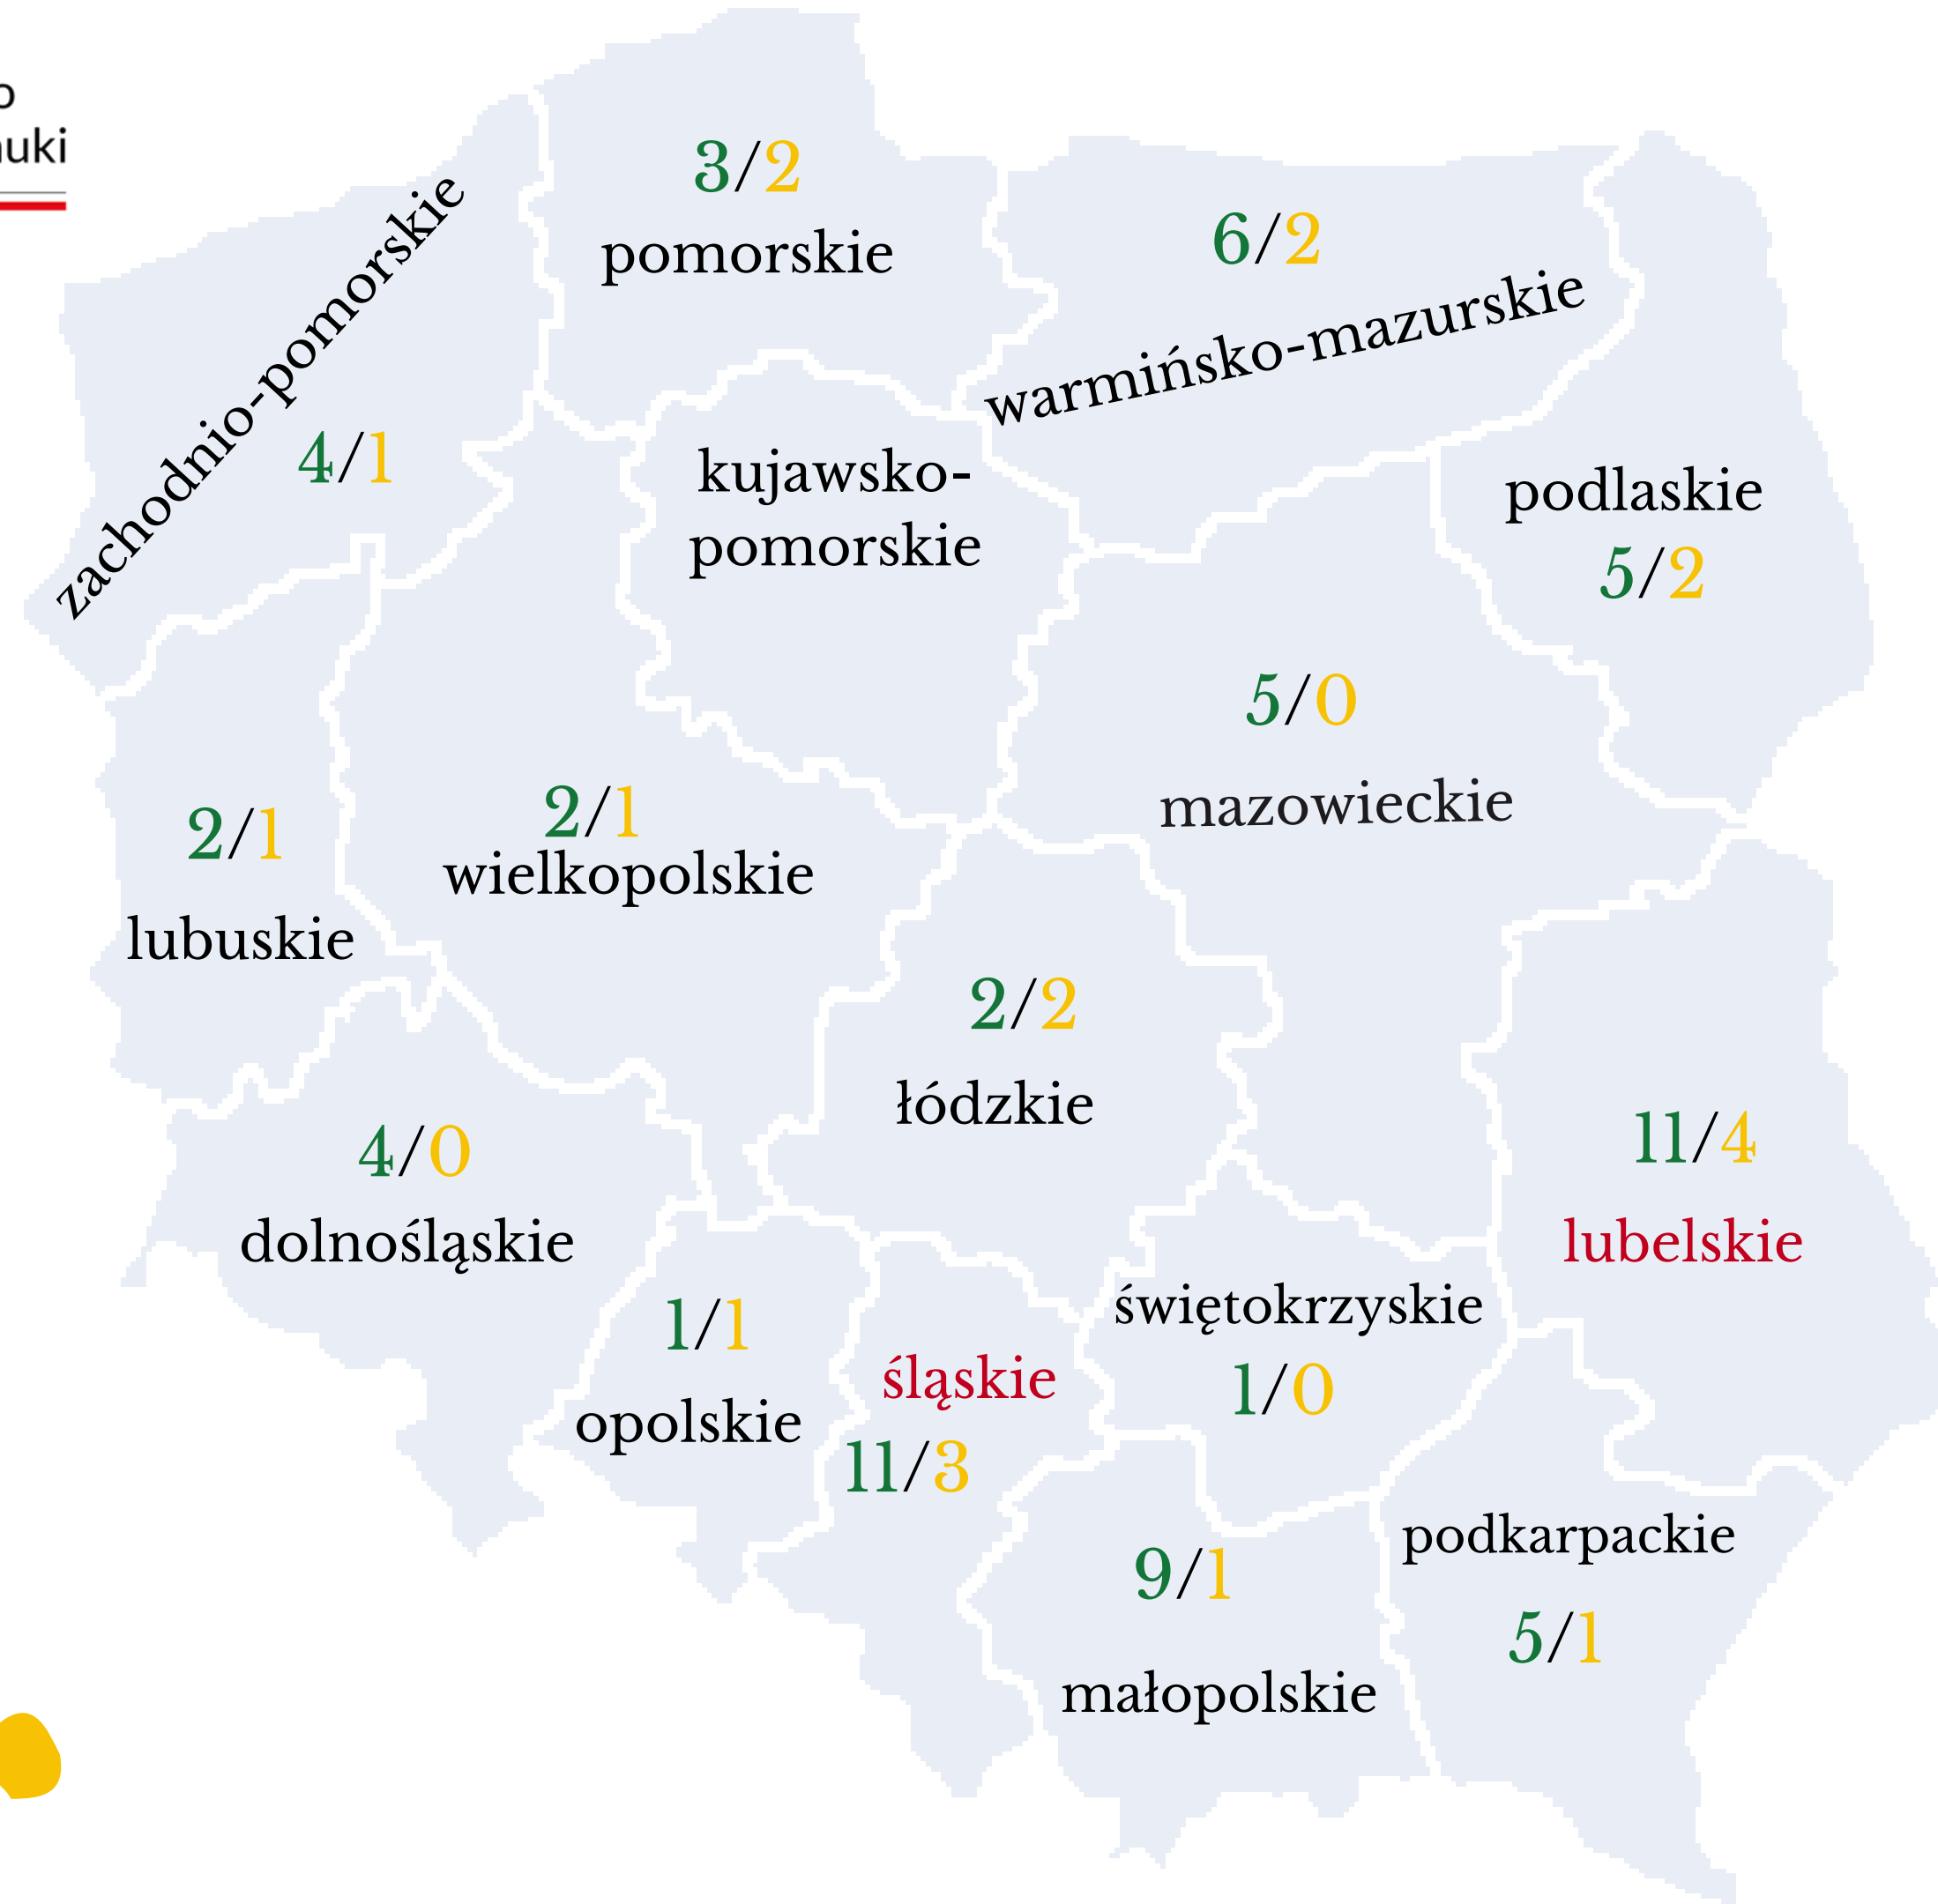 uki
3/2
pomorskie
6/2
warmińsko-mazurskie
zachodnio-pomorskie
4/1
kujawsko-
pomorskie
podlaskie
5/2
5/0
mazowieckie
2/1
lubuskie
2/1
wielkopolskie
2/2
łódzkie
4/0
dolnośląskie
11/4
lubelskie
1/1
opolskie
śląskie
11/3
świętokrzyskie
1/0
9/1
małopolskie
podkarpackie
5/1